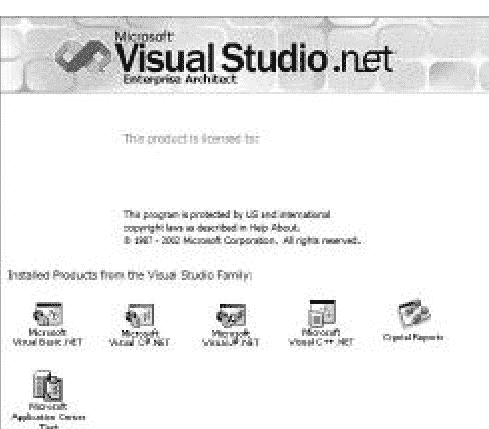 Microsoft
Visual Studio.net
Enterprise Architect
This product is licensed to:
This program is protected by US and international
copyright laws as described in Help About.
© 1987 - 2002 Microsoft Corporation. All rights reserved.
Installed Products from the Visual Studio Family:
Microsoft
Visual Basic .NET
Microsoft
Visual C# .NET
Microsoft
Visual J# .NET
Microsoft
Visual C++ .NET
Crystal Reports
Microsoft
Application Center
Test